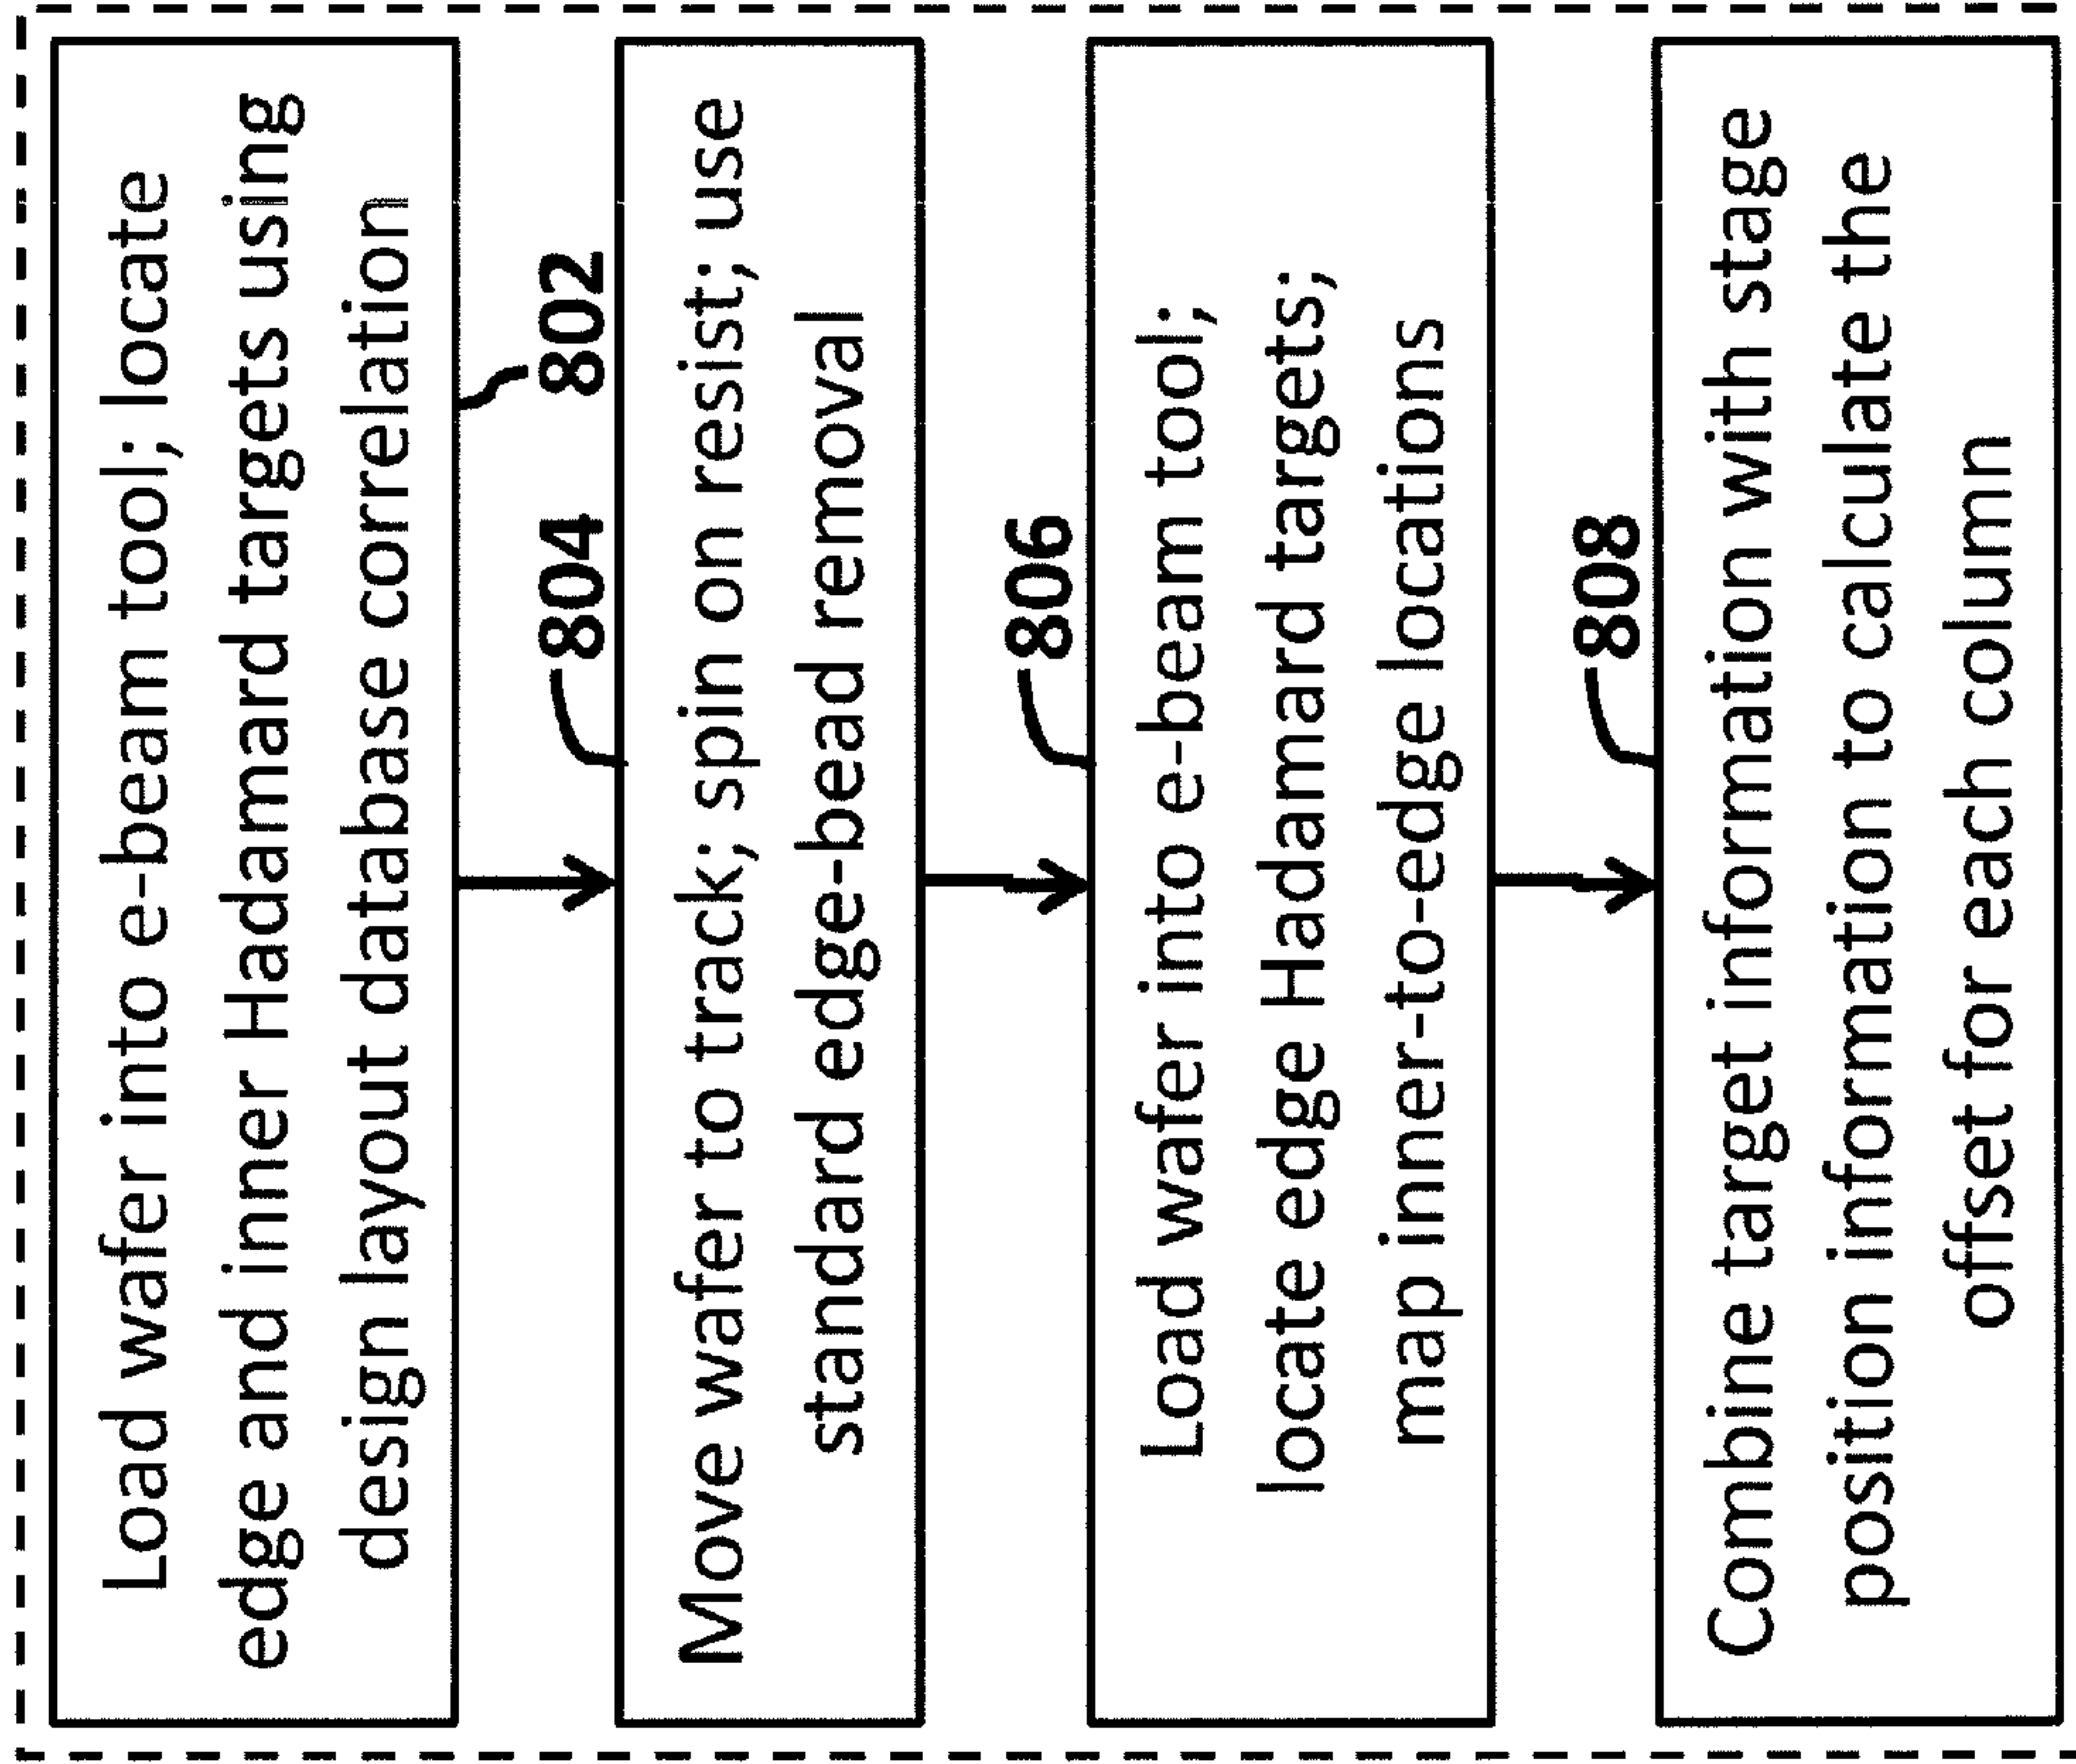 Load wafer into e-beam tool; locate
edge and inner Hadamard targets using
design layout database correlation
802
804
Move wafer to track; spin on resist; use
standard edge-bead removal
806
Load wafer into e-beam tool;
locate edge Hadamard targets;
map inner-to-edge locations
808
Combine target information with stage
position information to calculate the
offset for each column